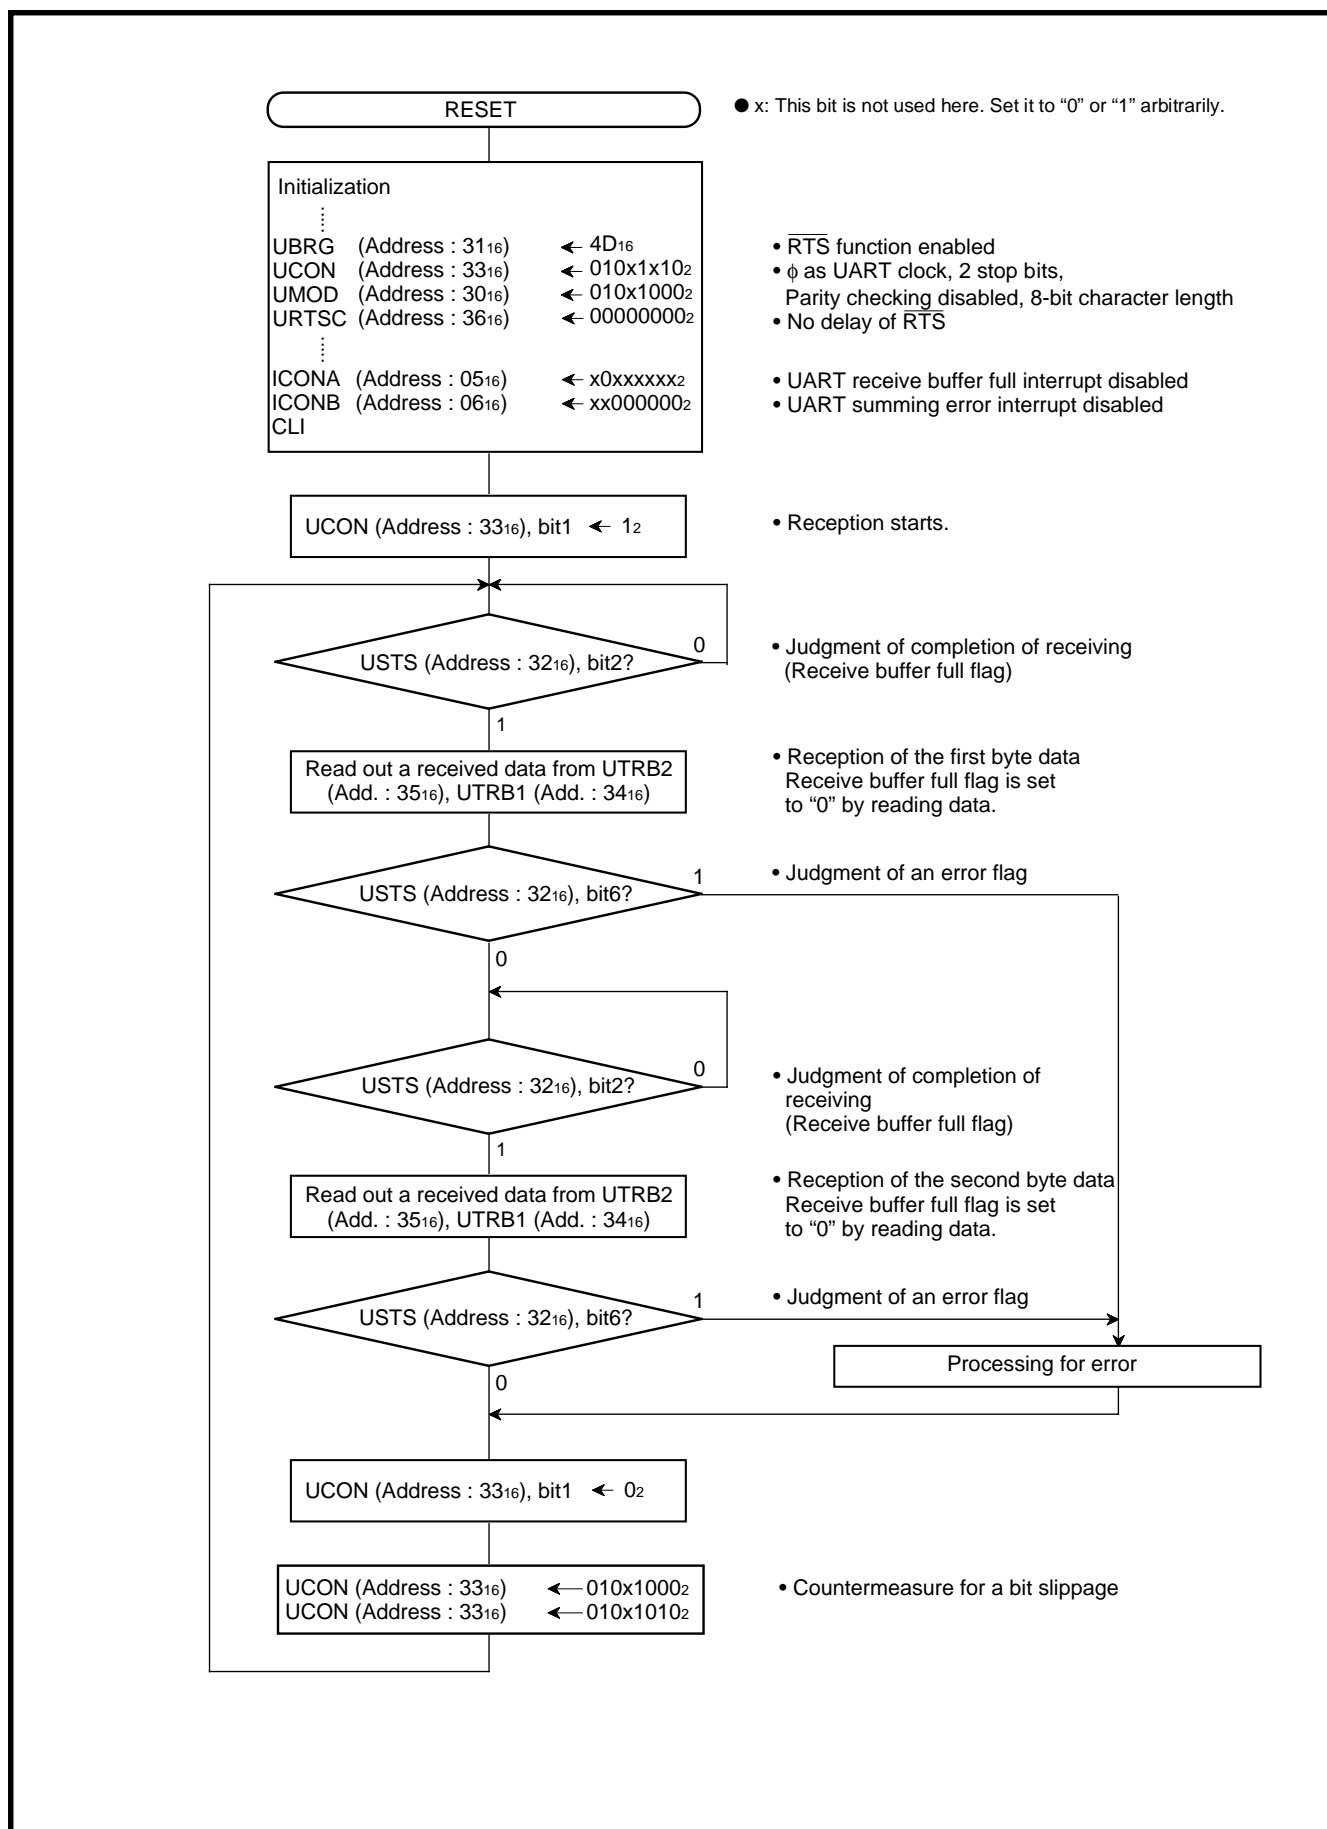 RESET
● x: This bit is not used here. Set it to “0” or “1” arbitrarily.
Initialization
UBRG (Address : 31₁₆) ← 4D₁₆
• R̅T̅S̅ function enabled
UCON (Address : 33₁₆) ← 010x1x10₂
• ϕ as UART clock, 2 stop bits,
UMOD (Address : 30₁₆) ← 010x1000₂
Parity checking disabled, 8-bit character length
URTSC (Address : 36₁₆) ← 00000000₂
• No delay of R̅T̅S̅
ICONA (Address : 05₁₆) ← x0xxxxxx₂
• UART receive buffer full interrupt disabled
ICONB (Address : 06₁₆) ← xx000000₂
• UART summing error interrupt disabled
CLI
UCON (Address : 33₁₆), bit1 ← 1₂
• Reception starts.
USTS (Address : 32₁₆), bit2?
0
• Judgment of completion of receiving
(Receive buffer full flag)
1
Read out a received data from UTRB2
(Add. : 35₁₆), UTRB1 (Add. : 34₁₆)
• Reception of the first byte data
Receive buffer full flag is set
to “0” by reading data.
USTS (Address : 32₁₆), bit6?
1
• Judgment of an error flag
0
USTS (Address : 32₁₆), bit2?
0
• Judgment of completion of
receiving
(Receive buffer full flag)
1
Read out a received data from UTRB2
(Add. : 35₁₆), UTRB1 (Add. : 34₁₆)
• Reception of the second byte data
Receive buffer full flag is set
to “0” by reading data.
USTS (Address : 32₁₆), bit6?
1
• Judgment of an error flag
Processing for error
0
UCON (Address : 33₁₆), bit1 ← 0₂
UCON (Address : 33₁₆) ← 010x1000₂
UCON (Address : 33₁₆) ← 010x1010₂
• Countermeasure for a bit slippage